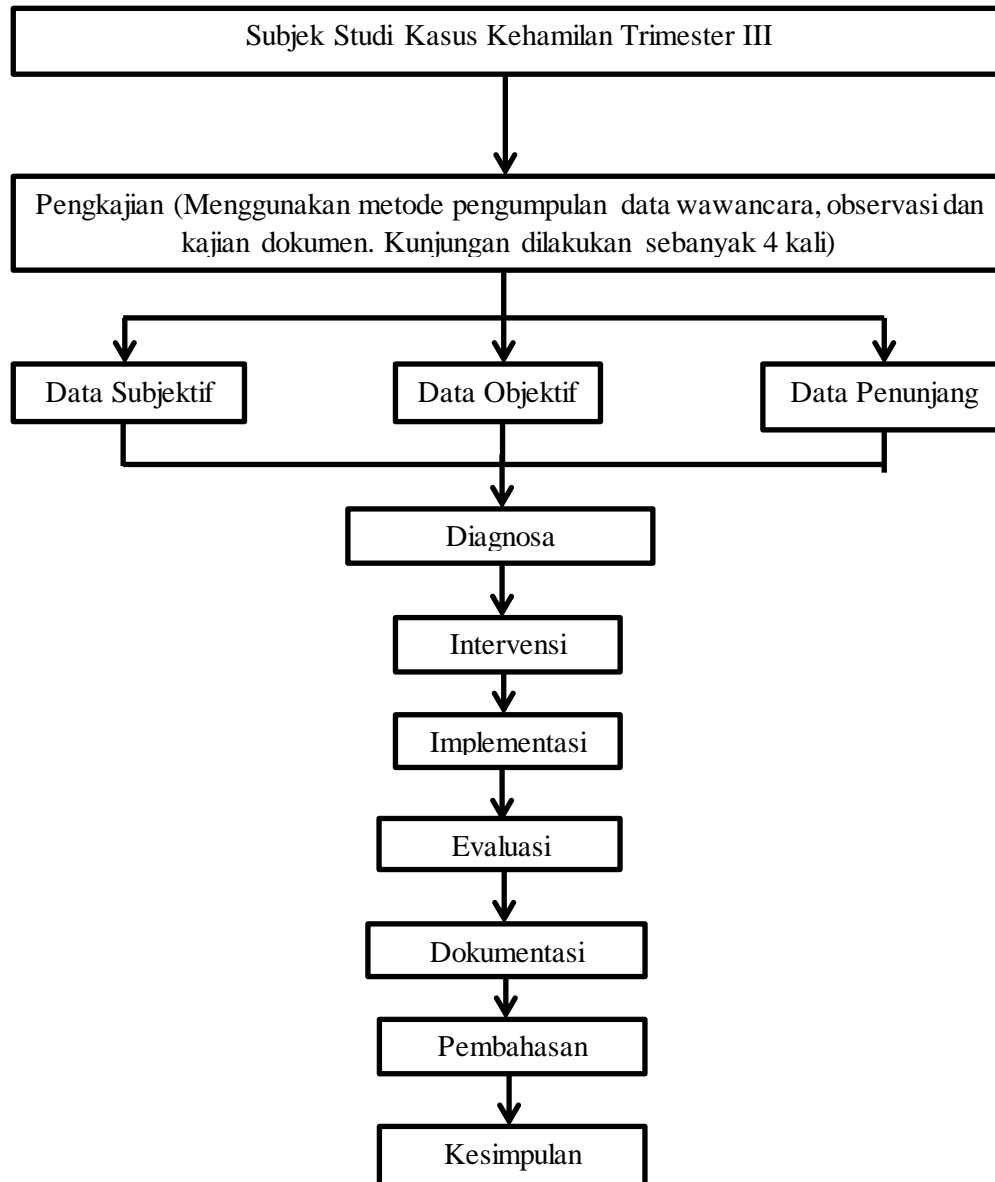 Subjek Studi Kasus Kehamilan Trimester III
Pengkajian (Menggunakan metode pengumpulan data wawancara, observasi dan
kajian dokumen. Kunjungan dilakukan sebanyak 4 kali)
Data Subjektif
Data Objektif
Data Penunjang
Diagnosa
Intervensi
Implementasi
Evaluasi
Dokumentasi
Pembahasan
Kesimpulan